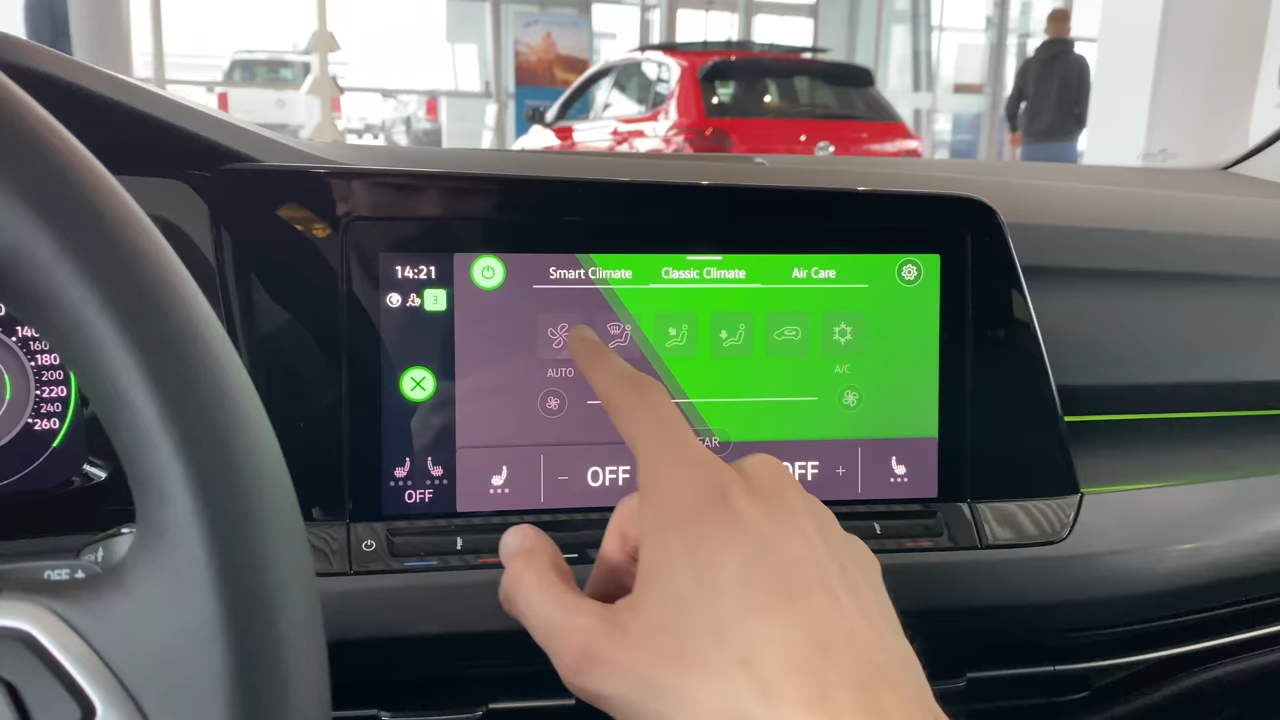 14:21
Smart Climate
Classic Climate
Air Care
3
AUTO
A/C
OFF
OFF
OFF
140
160
180
200
220
240
260
OFF